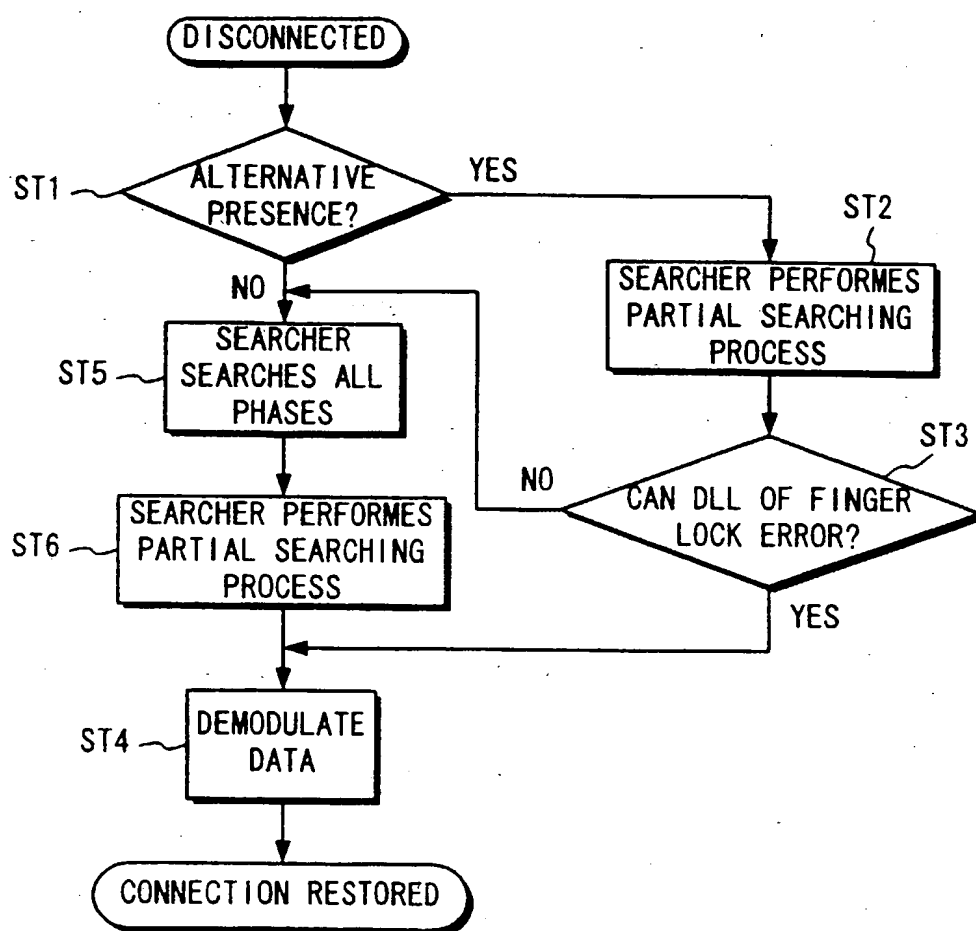 DISCONNECTED
ST1
ALTERNATIVE
PRESENCE?
YES
ST2
SEARCHER PERFORMES
PARTIAL SEARCHING
PROCESS
NO
ST5
SEARCHER
SEARCHES ALL
PHASES
ST3
NO
CAN DLL OF FINGER
LOCK ERROR?
YES
ST6
SEARCHER PERFORMES
PARTIAL SEARCHING
PROCESS
ST4
DEMODULATE
DATA
CONNECTION RESTORED